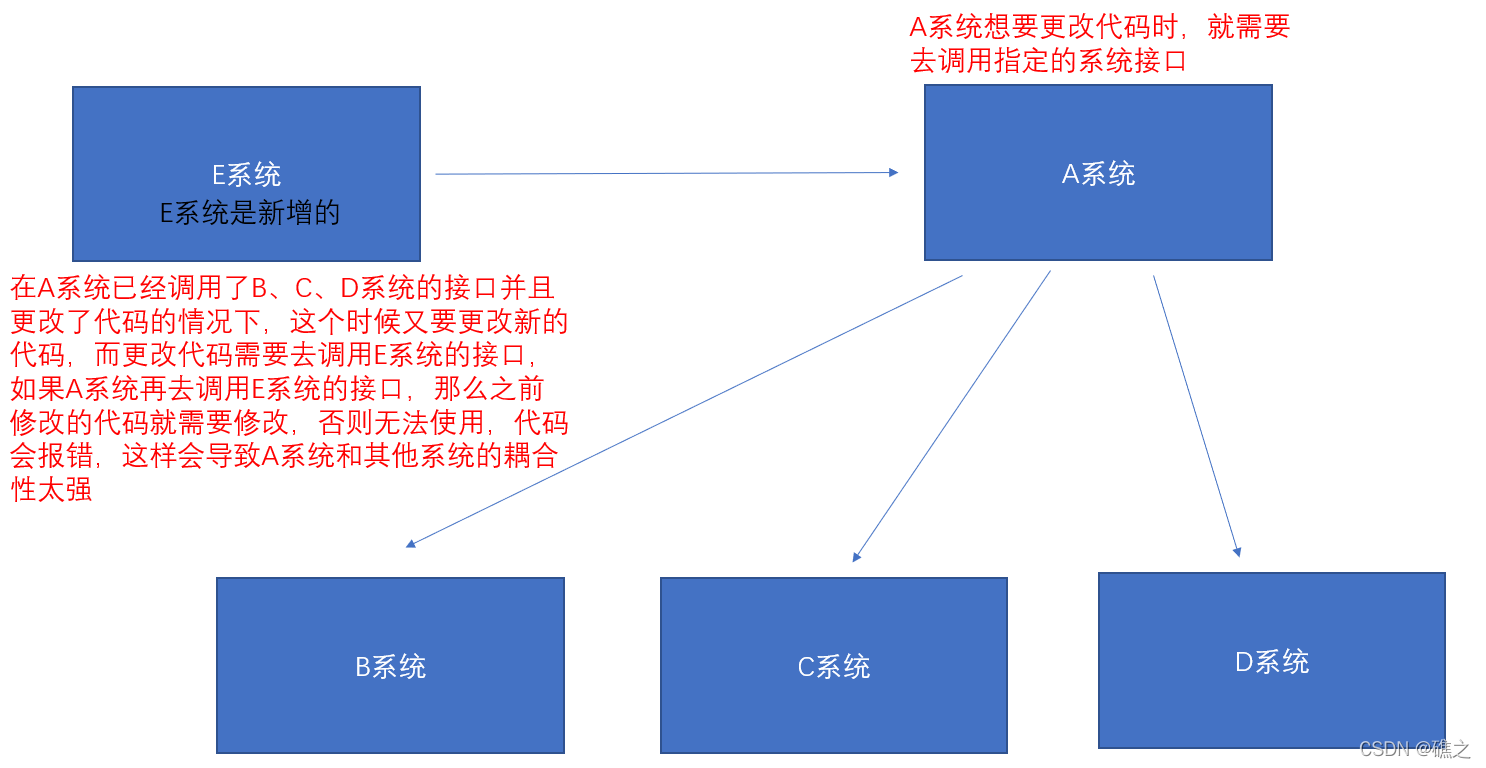 A系统想要更改代码时，就需要
去调用指定的系统接口
E系统
E系统是新增的
A系统
在A系统已经调用了B、C、D系统的接口并且
更改了代码的情况下，这个时候又要更改新的
代码，而更改代码需要去调用E系统的接口，
如果A系统再去调用E系统的接口，那么之前
修改的代码就需要修改，否则无法使用，代码
会报错，这样会导致A系统和其他系统的耦合
性太强
B系统
C系统
D系统
CSDN @礁之